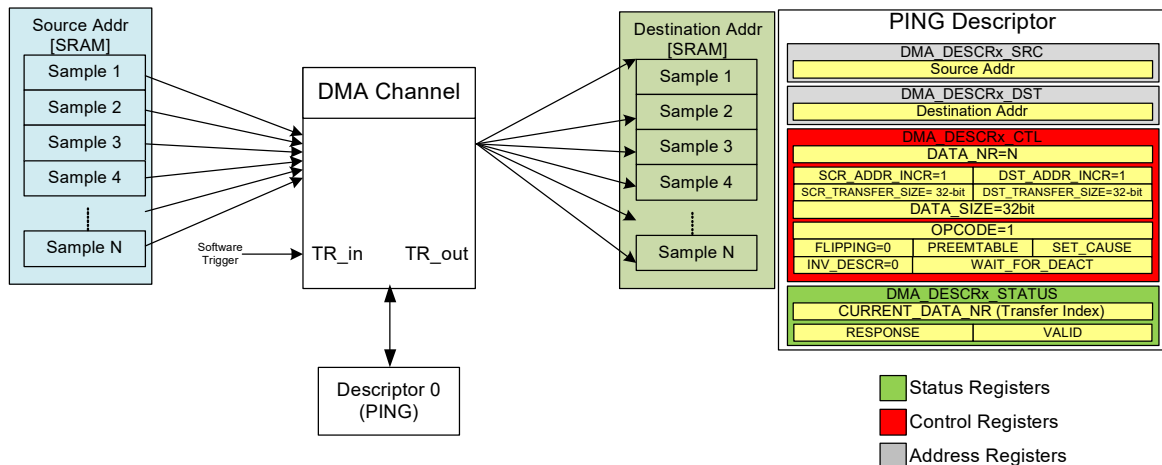 Source Addr
[SRAM]
Sample 1
Sample 2
Sample 3
Sample 4
Sample N
DMA Channel
Software
Trigger
TR_in
TR_out
Descriptor 0
(PING)
Destination Addr
[SRAM]
Sample 1
Sample 2
Sample 3
Sample 4
Sample N
PING Descriptor
DMA_DESCRx_SRC
Source Addr
DMA_DESCRx_DST
Destination Addr
DMA_DESCRx_CTL
DATA_NR=N
SCR_ADDR_INCR=1
DST_ADDR_INCR=1
SCR_TRANSFER_SIZE= 32-bit
DST_TRANSFER_SIZE=32-bit
DATA_SIZE=32bit
OPCODE=1
FLIPPING=0
PREEMTABLE
SET_CAUSE
INV_DESCR=0
WAIT_FOR_DEACT
DMA_DESCRx_STATUS
CURRENT_DATA_NR (Transfer Index)
RESPONSE
VALID
Status Registers
Control Registers
Address Registers